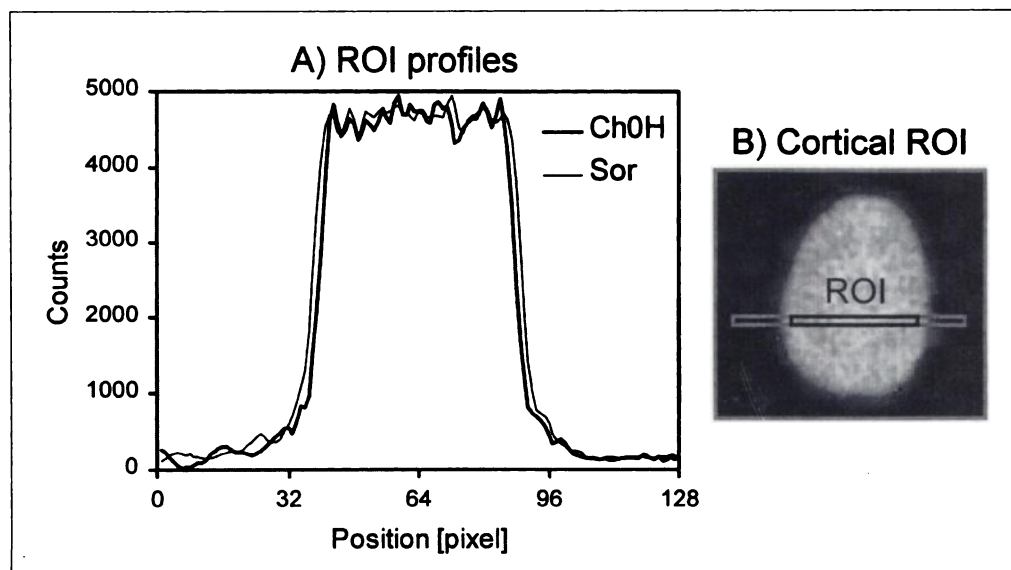 A) ROI profiles
5000
4000
3000
2000
1000
0
Counts
Ch0H
Sor
0 32 64 96 128
Position [pixel]
B) Cortical ROI
ROI